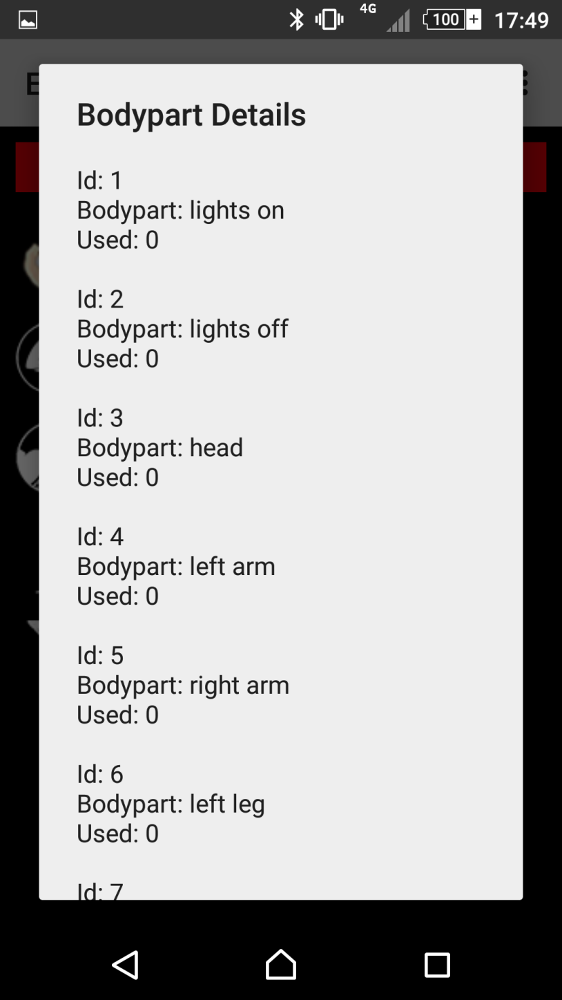 4G
100
17:49
E
Bodypart Details
Id: 1
Bodypart: lights on
Used: 0
Id: 2
Bodypart: lights off
Used: 0
Id: 3
Bodypart: head
Used: 0
Id: 4
Bodypart: left arm
Used: 0
Id: 5
Bodypart: right arm
Used: 0
Id: 6
Bodypart: left leg
Used: 0
Id: 7